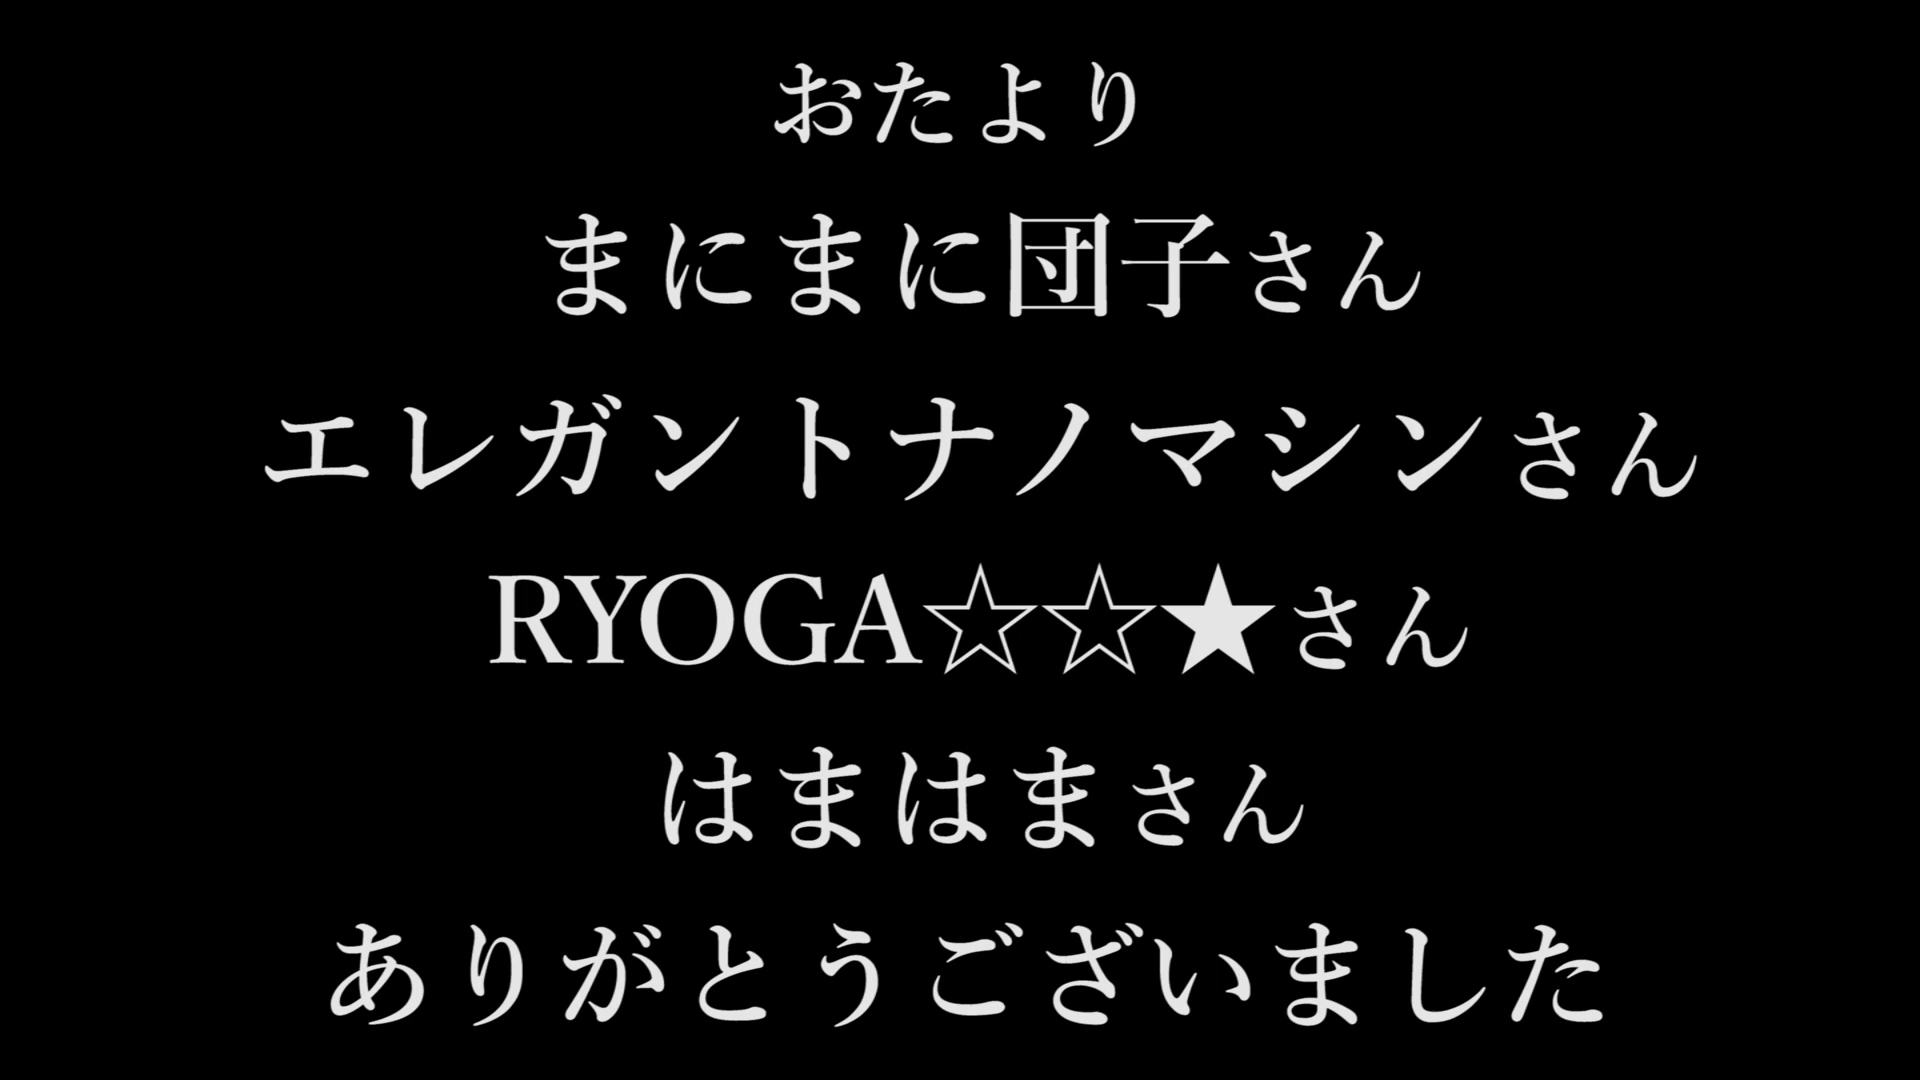 おたより
まにまに団子さん
エレガントナノマシンさん
RYOGA☆☆★さん
はまはまさん
ありがとうございました